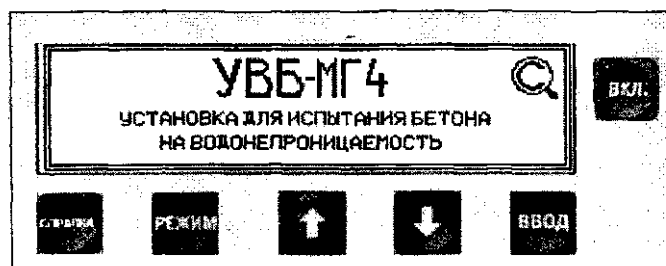 УВБ-МГ4
УСТАНОВКА ДЛЯ ИСПЫТАНИЯ БЕТОНА
НА ВОДОНЕПРОНИЦАЕМОСТЬ
ВКЛ.
СПРАВКА РЕЖИМ ВВОД